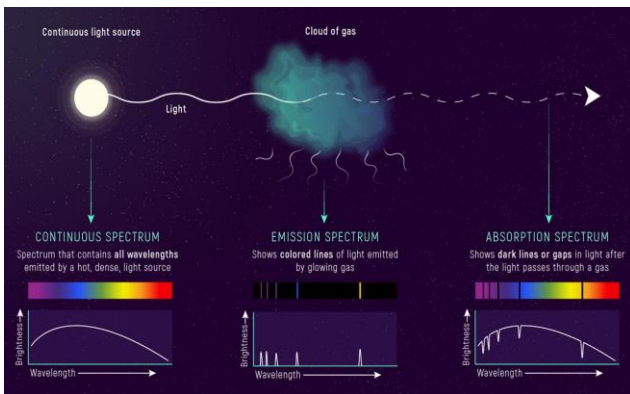 Continuous light source
Cloud of gas
Light
CONTINUOUS SPECTRUM
Spectrum that contains all wavelengths
emitted by a hot, dense, light source
Brightness
Wavelength
EMISSION SPECTRUM
Shows colored lines of light emitted
by glowing gas
Brightness
Wavelength
ABSORPTION SPECTRUM
Shows dark lines or gaps in light after
the light passes through a gas
Brightness
Wavelength